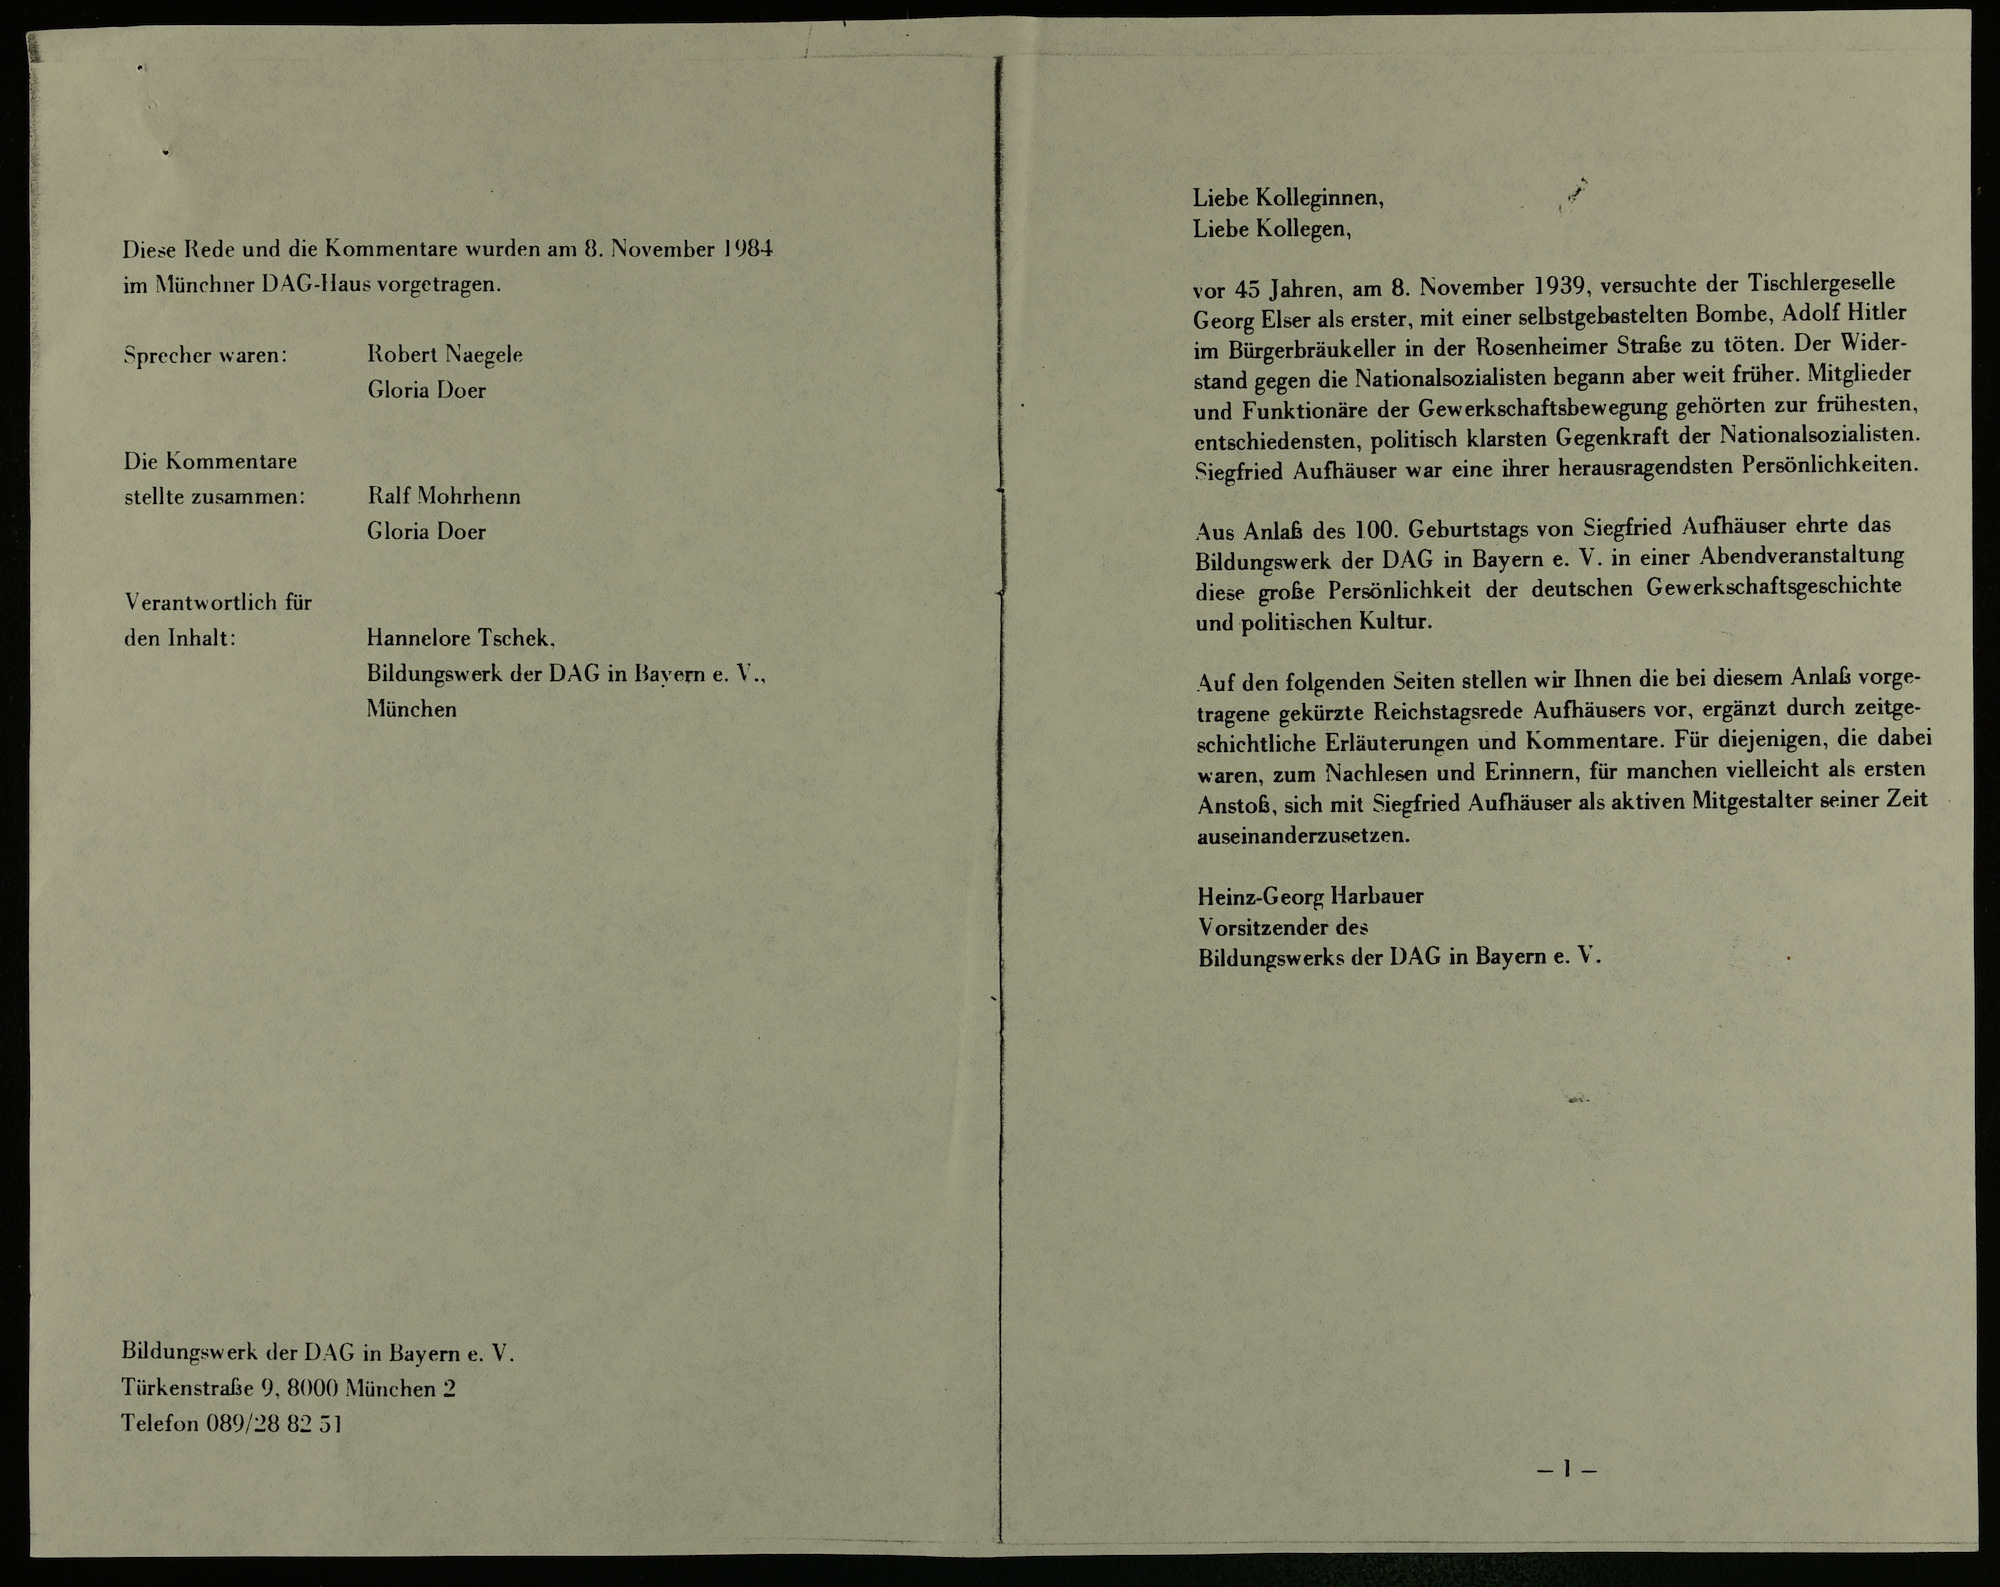 Diese Rede und die Kommentare wurden am 8. November 1984
im Münchner DAG-Haus vorgetragen.
Sprecher waren: Robert Naegele
Gloria Doer
Die Kommentare
stellte zusammen: Ralf Mohrhenn
Gloria Doer
Verantwortlich für
den Inhalt: Hannelore Tschek,
Bildungswerk der DAG in Bayern e. V.,
München
Bildungswerk der DAG in Bayern e. V.
Türkenstraße 9, 8000 München 2
Telefon 089/28 82 51
Liebe Kolleginnen,
Liebe Kollegen,
vor 45 Jahren, am 8. November 1939, versuchte der Tischlergeselle
Georg Elser als erster, mit einer selbstgebastelten Bombe, Adolf Hitler
im Bürgerbräukeller in der Rosenheimer Straße zu töten. Der Wider-
stand gegen die Nationalsozialisten begann aber weit früher. Mitglieder
und Funktionäre der Gewerkschaftsbewegung gehörten zur frühesten,
entschiedensten, politisch klarsten Gegenkraft der Nationalsozialisten.
Siegfried Aufhäuser war eine ihrer herausragendsten Persönlichkeiten.
Aus Anlaß des 100. Geburtstags von Siegfried Aufhäuser ehrte das
Bildungswerk der DAG in Bayern e. V. in einer Abendveranstaltung
diese große Persönlichkeit der deutschen Gewerkschaftsgeschichte
und politischen Kultur.
Auf den folgenden Seiten stellen wir Ihnen die bei diesem Anlaß vorge-
tragene gekürzte Reichstagsrede Aufhäusers vor, ergänzt durch zeitge-
schichtliche Erläuterungen und Kommentare. Für diejenigen, die dabei
waren, zum Nachlesen und Erinnern, für manchen vielleicht als ersten
Anstoß, sich mit Siegfried Aufhäuser als aktiven Mitgestalter seiner Zeit
auseinanderzusetzen.
Heinz-Georg Harbauer
Vorsitzender des
Bildungswerks der DAG in Bayern e. V.
– 1 –